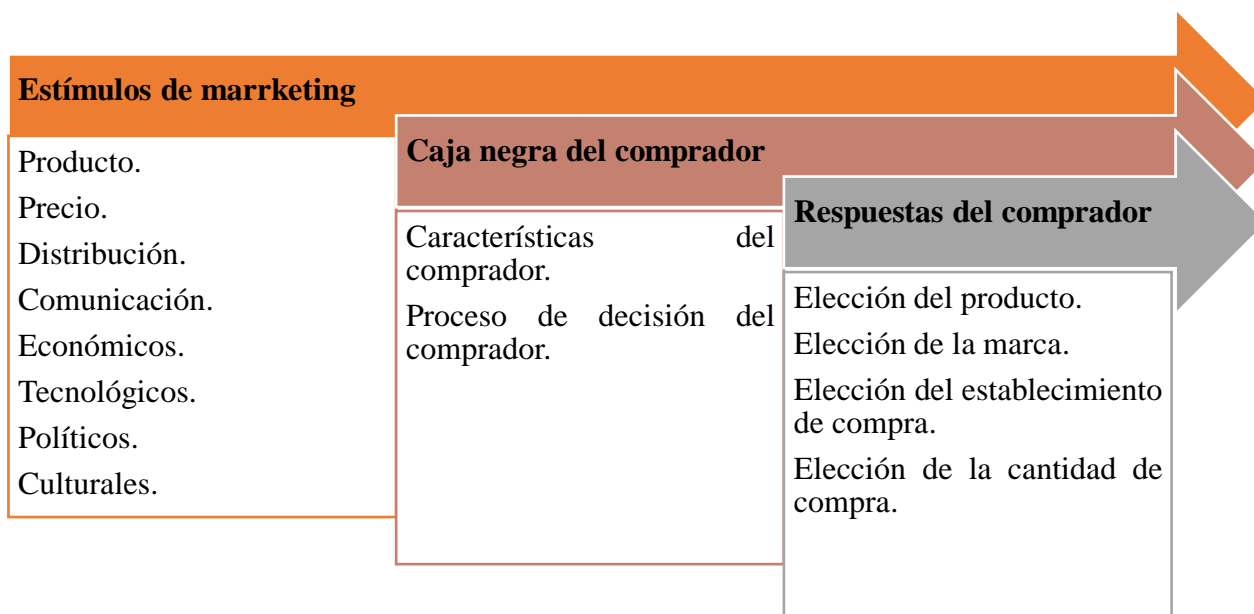 Estímulos de marrketing
Producto.
Precio.
Distribución.
Comunicación.
Económicos.
Tecnológicos.
Políticos.
Culturales.
Caja negra del comprador
Características del
comprador.
Proceso de decisión del
comprador.
Respuestas del comprador
Elección del producto.
Elección de la marca.
Elección del establecimiento
de compra.
Elección de la cantidad de
compra.